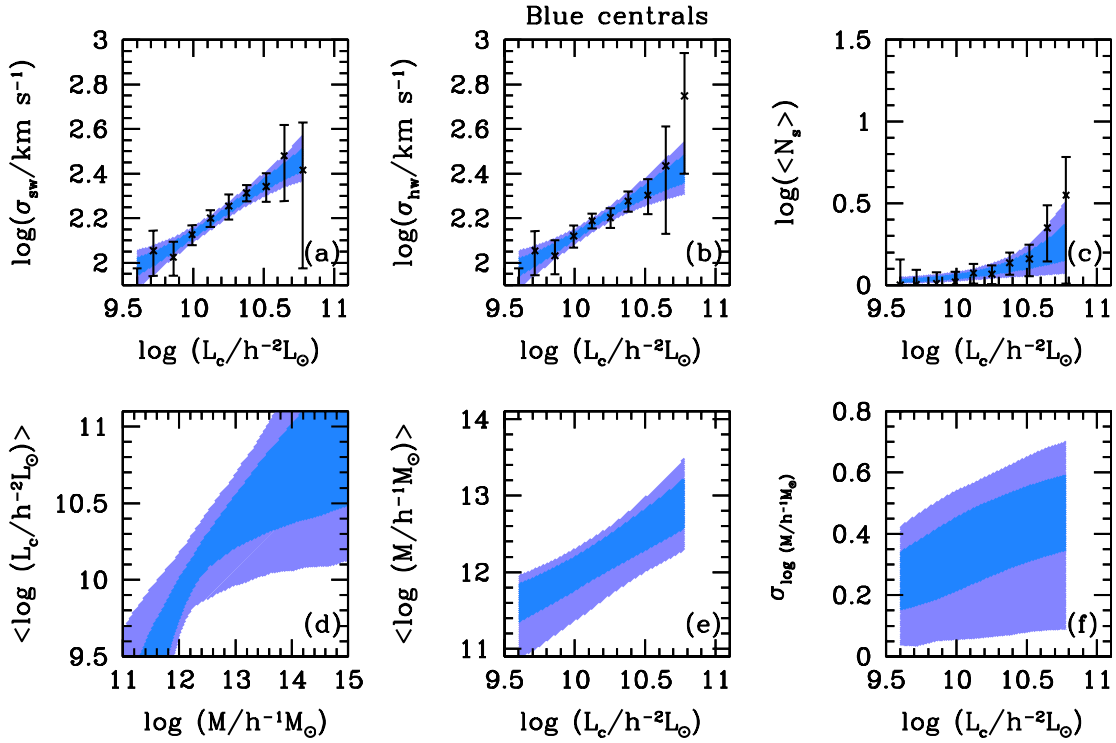 Blue centrals
3
2.8
2.6
2.4
2.2
2
log(σsw/km s⁻¹)
(a)
9.5 10 10.5 11
log (Lc/h⁻²L⊙)
3
2.8
2.6
2.4
2.2
2
log(σhw/km s⁻¹)
(b)
9.5 10 10.5 11
log (Lc/h⁻²L⊙)
1.5
1
0.5
0
log(<Ns>)
(c)
9.5 10 10.5 11
log (Lc/h⁻²L⊙)
11
10.5
10
9.5
<log (Lc/h⁻²L⊙)>
(d)
11 12 13 14 15
log (M/h⁻¹M⊙)
14
13
12
11
<log (M/h⁻¹M⊙)>
(e)
9.5 10 10.5 11
log (Lc/h⁻²L⊙)
0.8
0.6
0.4
0.2
0
σlog (M/h⁻¹M⊙)
(f)
9.5 10 10.5 11
log (Lc/h⁻²L⊙)